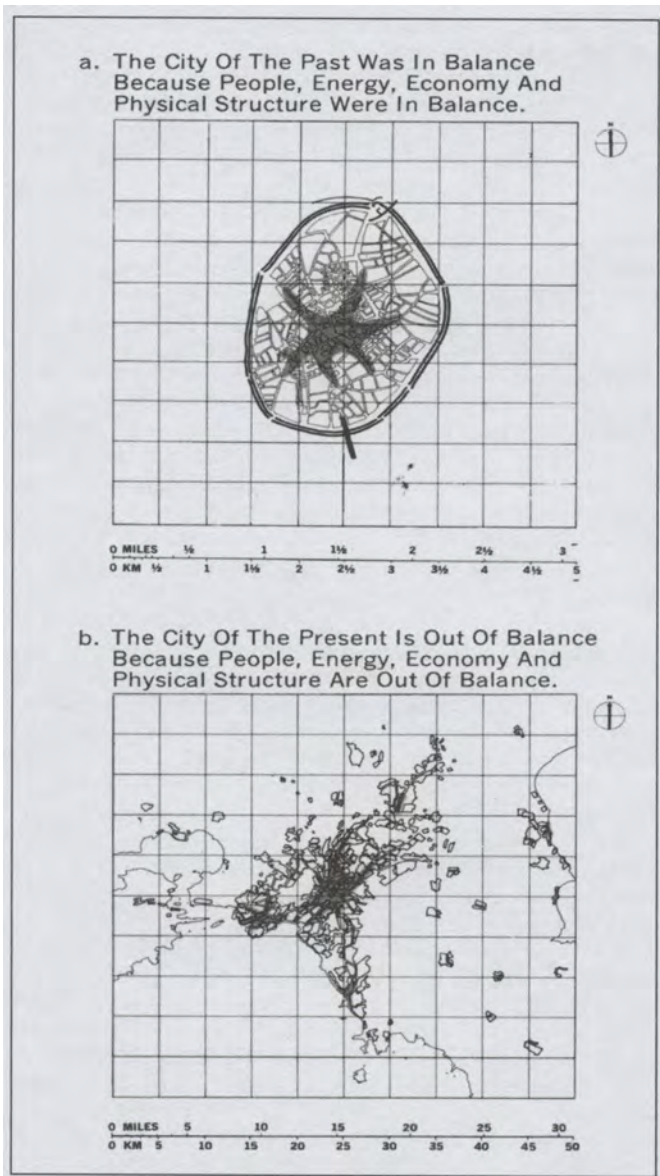 a. The City Of The Past Was In Balance
Because People, Energy, Economy And
Physical Structure Were In Balance.
N
0 MILES ½ 1 1½ 2 2½ 3
0 KM ½ 1 1½ 2 2½ 3 3½ 4 4½ 5
b. The City Of The Present Is Out Of Balance
Because People, Energy, Economy And
Physical Structure Are Out Of Balance.
N
0 MILES 5 10 15 20 25 30
0 KM 5 10 15 20 25 30 35 40 45 50